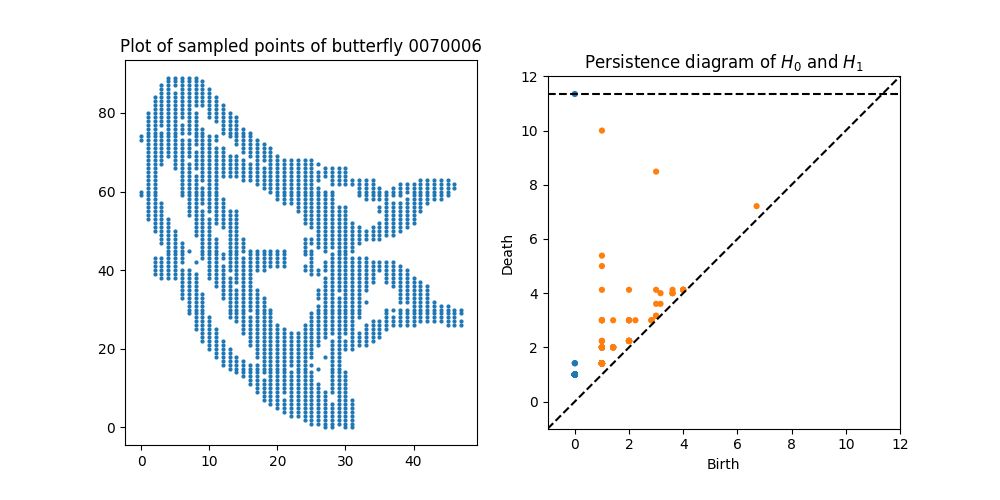 Plot of sampled points of butterfly 0070006
80
60
40
20
0
0 10 20 30 40
Persistence diagram of H₀ and H₁
12
10
8
6
4
2
0
Death
0 2 4 6 8 10 12
Birth